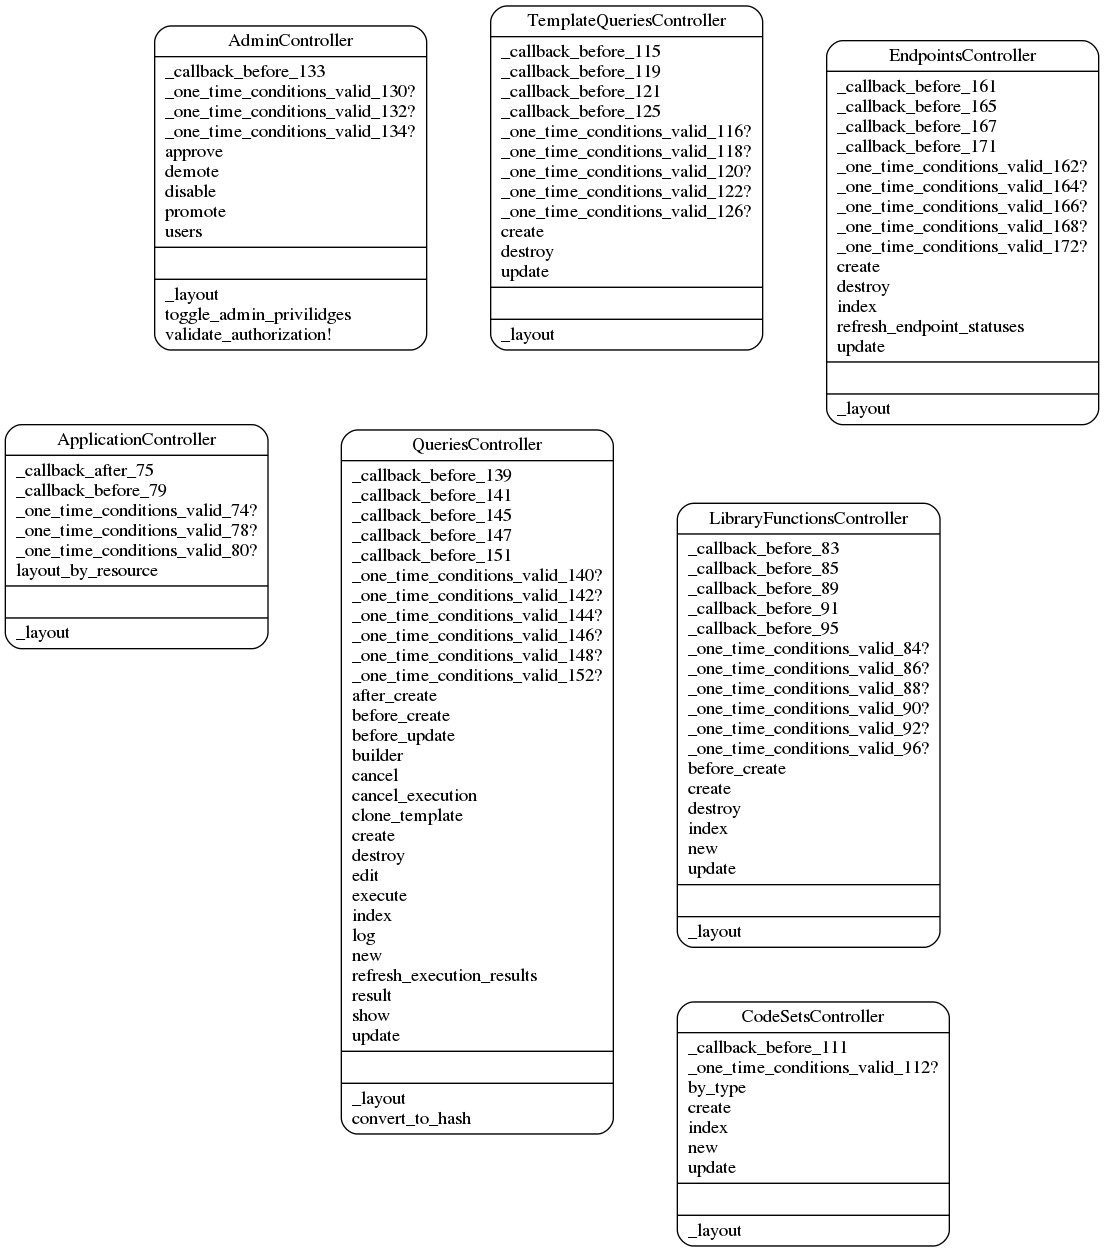 AdminController
_callback_before_133
_one_time_conditions_valid_130?
_one_time_conditions_valid_132?
_one_time_conditions_valid_134?
approve
demote
disable
promote
users
_layout
toggle_admin_privilidges
validate_authorization!
TemplateQueriesController
_callback_before_115
_callback_before_119
_callback_before_121
_callback_before_125
_one_time_conditions_valid_116?
_one_time_conditions_valid_118?
_one_time_conditions_valid_120?
_one_time_conditions_valid_122?
_one_time_conditions_valid_126?
create
destroy
update
_layout
EndpointsController
_callback_before_161
_callback_before_165
_callback_before_167
_callback_before_171
_one_time_conditions_valid_162?
_one_time_conditions_valid_164?
_one_time_conditions_valid_166?
_one_time_conditions_valid_168?
_one_time_conditions_valid_172?
create
destroy
index
refresh_endpoint_statuses
update
_layout
ApplicationController
_callback_after_75
_callback_before_79
_one_time_conditions_valid_74?
_one_time_conditions_valid_78?
_one_time_conditions_valid_80?
layout_by_resource
_layout
QueriesController
_callback_before_139
_callback_before_141
_callback_before_145
_callback_before_147
_callback_before_151
_one_time_conditions_valid_140?
_one_time_conditions_valid_142?
_one_time_conditions_valid_144?
_one_time_conditions_valid_146?
_one_time_conditions_valid_148?
_one_time_conditions_valid_152?
after_create
before_create
before_update
builder
cancel
cancel_execution
clone_template
create
destroy
edit
execute
index
log
new
refresh_execution_results
result
show
update
_layout
convert_to_hash
LibraryFunctionsController
_callback_before_83
_callback_before_85
_callback_before_89
_callback_before_91
_callback_before_95
_one_time_conditions_valid_84?
_one_time_conditions_valid_86?
_one_time_conditions_valid_88?
_one_time_conditions_valid_90?
_one_time_conditions_valid_92?
_one_time_conditions_valid_96?
before_create
create
destroy
index
new
update
_layout
CodeSetsController
_callback_before_111
_one_time_conditions_valid_112?
by_type
create
index
new
update
_layout